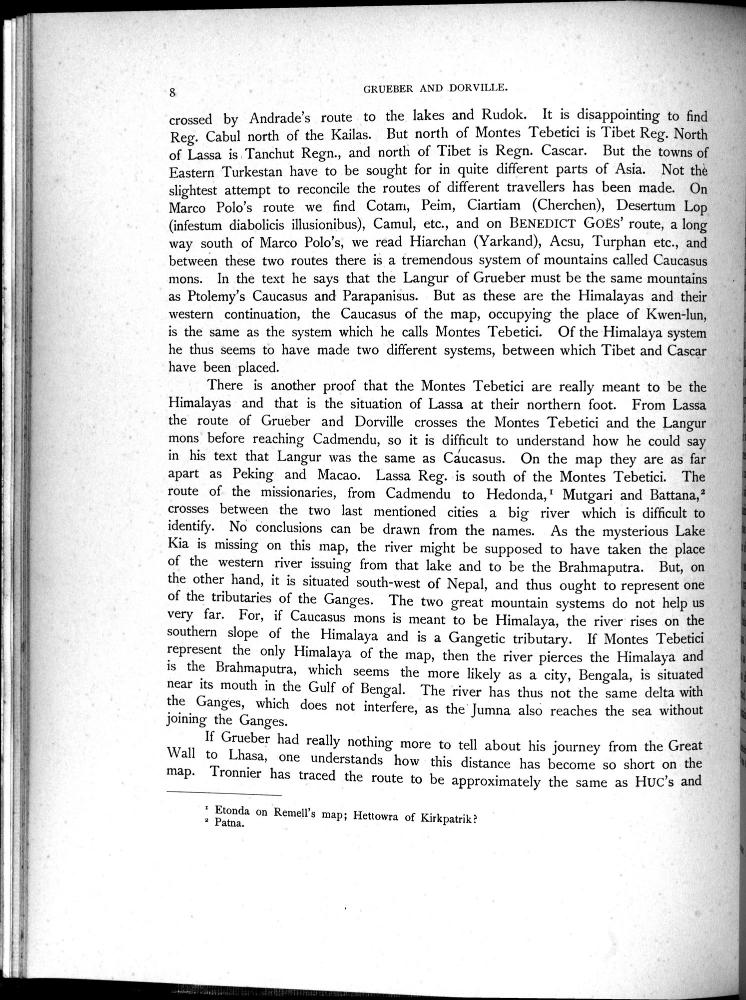 8
GRUEBER AND DORVILLE.
crossed by Andrade's route to the lakes and Rudok. It is disappointing to find
Reg. Cabul north of the Kailas. But north of Montes Tebetici is Tibet Reg. North
of Lassa is Tanchut Regn., and north of Tibet is Regn. Cascar. But the towns of
Eastern Turkestan have to be sought for in quite different parts of Asia. Not the
slightest attempt to reconcile the routes of different travellers has been made. On
Marco Polo's route we find Cotam, Peim, Ciartiam (Cherchen), Desertum Lop
(infestum diabolicis illusionibus), Camul, etc., and on BENEDICT GOËS' route, a long
way south of Marco Polo's, we read Hiarchan (Yarkand), Acsu, Turphan etc., and
between these two routes there is a tremendous system of mountains called Caucasus
mons. In the text he says that the Langur of Grueber must be the same mountains
as Ptolemy's Caucasus and Parapanisus. But as these are the Himalayas and their
western continuation, the Caucasus of the map, occupying the place of Kwen-lun,
is the same as the system which he calls Montes Tebetici. Of the Himalaya system
he thus seems to have made two different systems, between which Tibet and Cascar
have been placed.
There is another proof that the Montes Tebetici are really meant to be the
Himalayas and that is the situation of Lassa at their northern foot. From Lassa
the route of Grueber and Dorville crosses the Montes Tebetici and the Langur
mons before reaching Cadmendu, so it is difficult to understand how he could say
in his text that Langur was the same as Caucasus. On the map they are as far
apart as Peking and Macao. Lassa Reg. is south of the Montes Tebetici. The
route of the missionaries, from Cadmendu to Hedonda,¹ Mutgari and Battana,²
crosses between the two last mentioned cities a big river which is difficult to
identify. No conclusions can be drawn from the names. As the mysterious Lake
Kia is missing on this map, the river might be supposed to have taken the place
of the western river issuing from that lake and to be the Brahmaputra. But, on
the other hand, it is situated south-west of Nepal, and thus ought to represent one
of the tributaries of the Ganges. The two great mountain systems do not help us
very far. For, if Caucasus mons is meant to be Himalaya, the river rises on the
southern slope of the Himalaya and is a Gangetic tributary. If Montes Tebetici
represent the only Himalaya of the map, then the river pierces the Himalaya and
is the Brahmaputra, which seems the more likely as a city, Bengala, is situated
near its mouth in the Gulf of Bengal. The river has thus not the same delta with
the Ganges, which does not interfere, as the Jumna also reaches the sea without
joining the Ganges.
If Grueber had really nothing more to tell about his journey from the Great
Wall to Lhasa, one understands how this distance has become so short on the
map. Tronnier has traced the route to be approximately the same as HUC's and
¹ Etonda on Remell's map; Hettowra of Kirkpatrik?
² Patna.